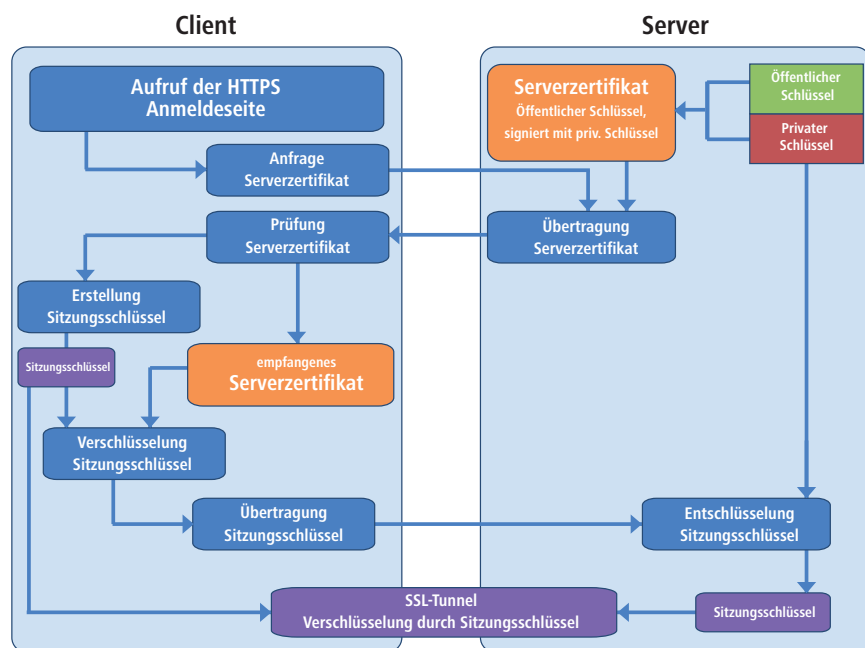 Client
Server
Aufruf der HTTPS
Anmeldeseite
Serverzertifikat
Öffentlicher Schlüssel,
signiert mit priv. Schlüssel
Öffentlicher
Schlüssel
Privater
Schlüssel
Anfrage
Serverzertifikat
Prüfung
Serverzertifikat
Übertragung
Serverzertifikat
Erstellung
Sitzungsschlüssel
Sitzungsschlüssel
empfangenes
Serverzertifikat
Verschlüsselung
Sitzungsschlüssel
Übertragung
Sitzungsschlüssel
Entschlüsselung
Sitzungsschlüssel
SSL-Tunnel
Verschlüsselung durch Sitzungsschlüssel
Sitzungsschlüssel